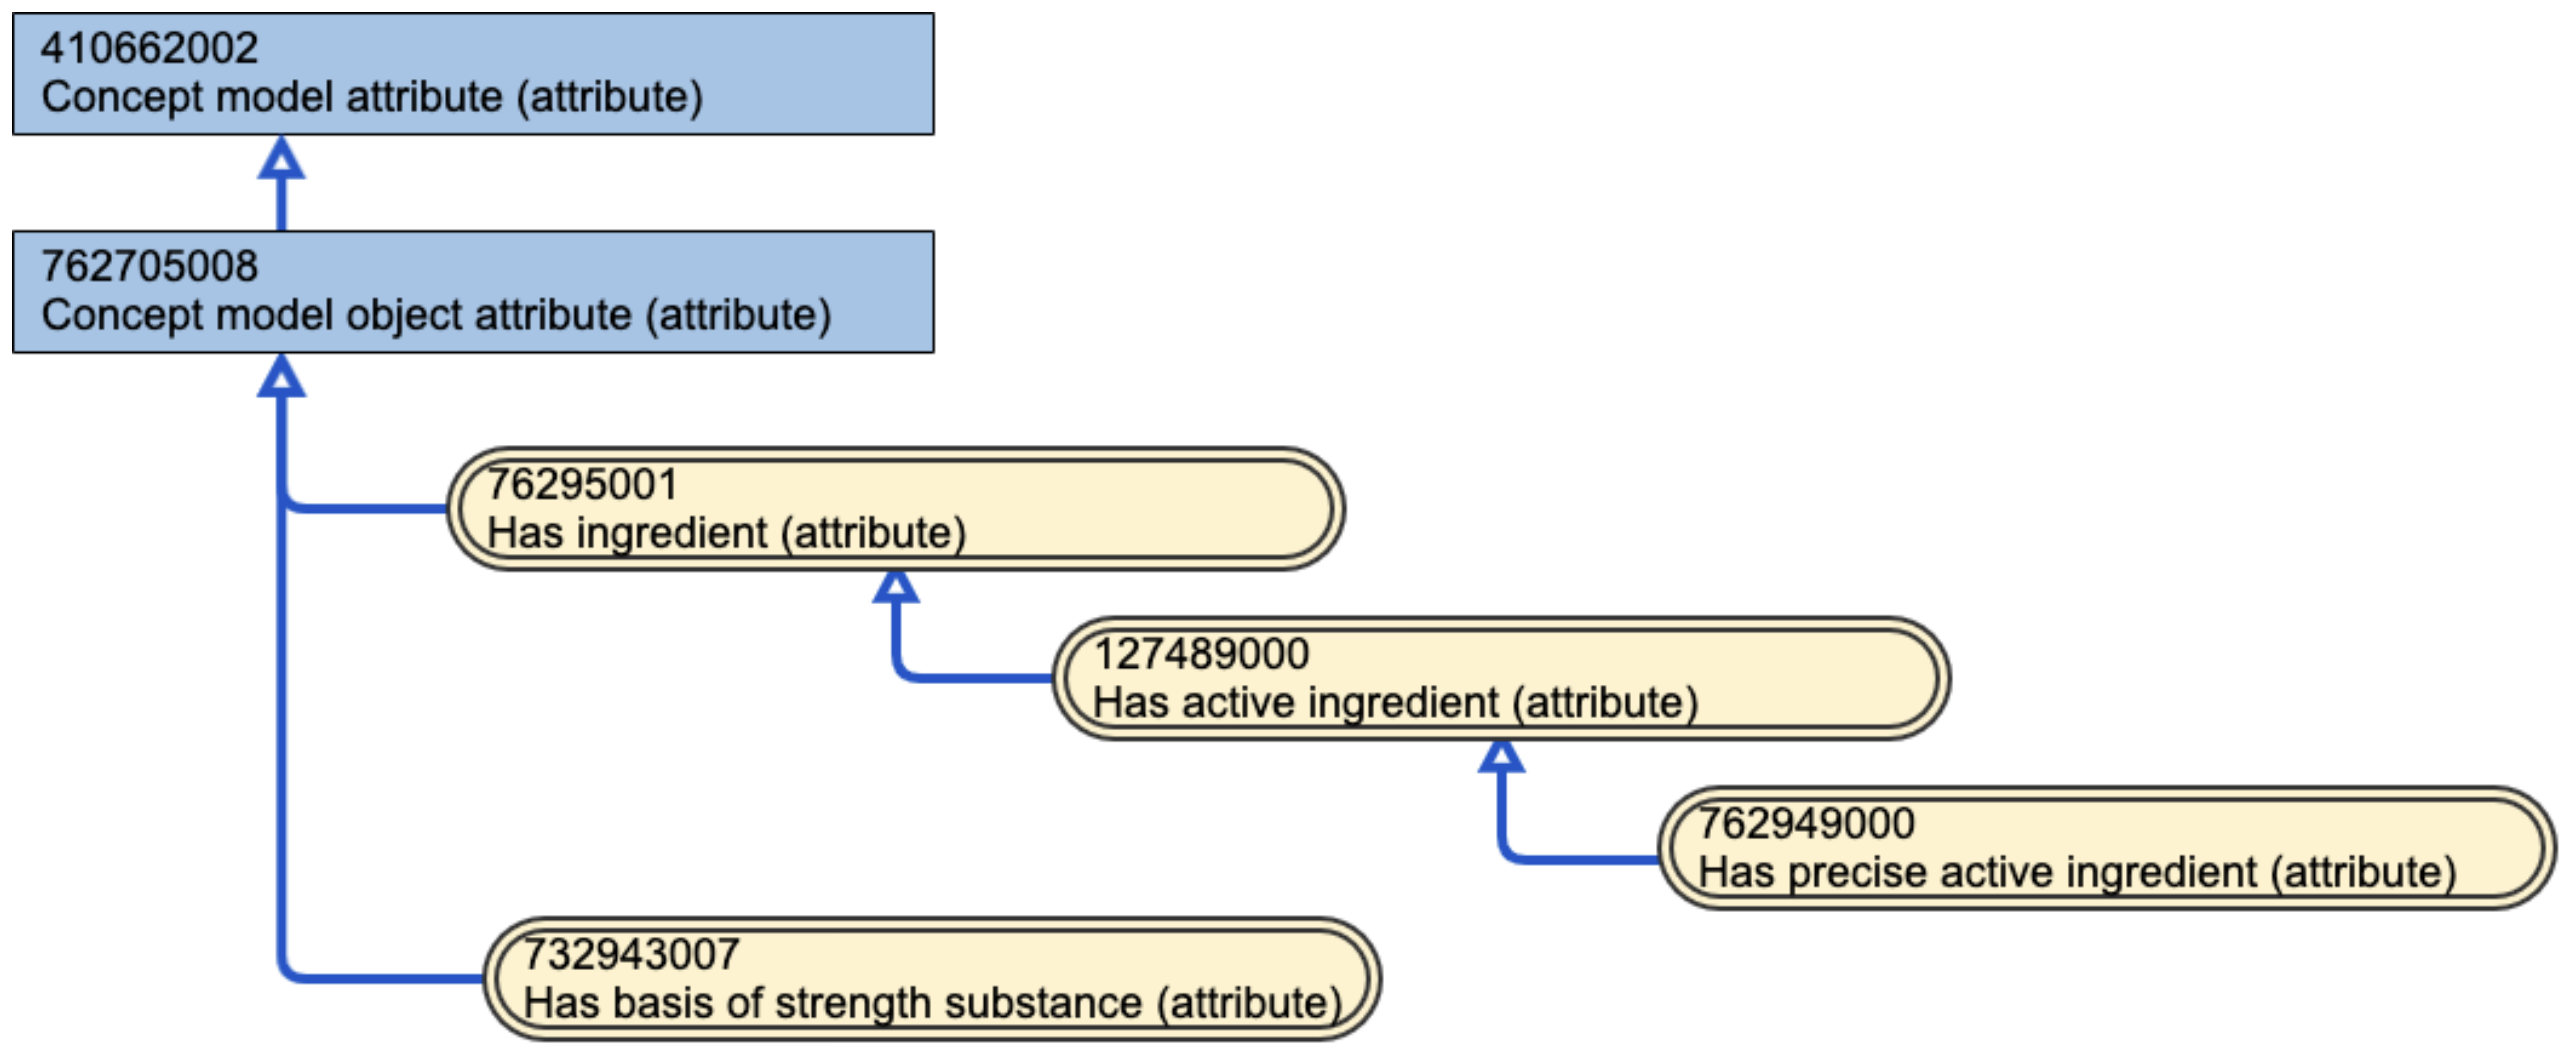 410662002
Concept model attribute (attribute)
762705008
Concept model object attribute (attribute)
76295001
Has ingredient (attribute)
127489000
Has active ingredient (attribute)
762949000
Has precise active ingredient (attribute)
732943007
Has basis of strength substance (attribute)